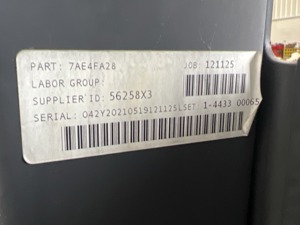 PART: 7AE4FA28 JOB: 121125
LABOR GROUP:
SUPPLIER ID: 56258X3
SERIAL: 042Y20210519121125LSET 1-4433 00065